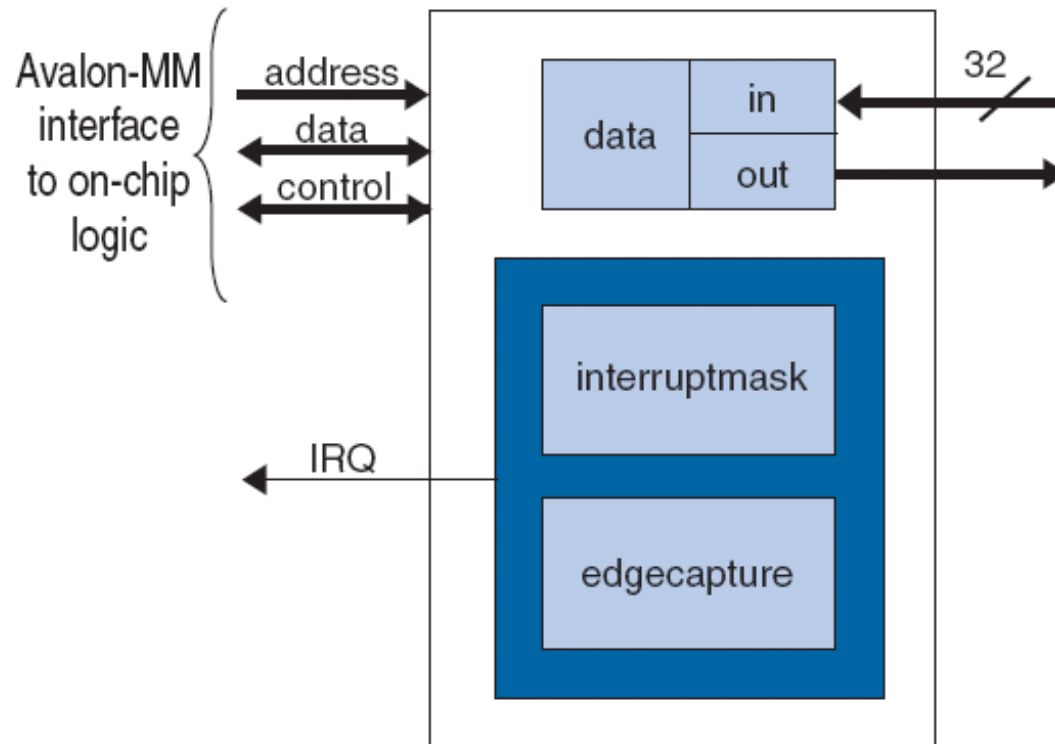 Avalon-MM
interface
to on-chip
logic
address
data
control
data
in
out
32
interruptmask
IRQ
edgecapture